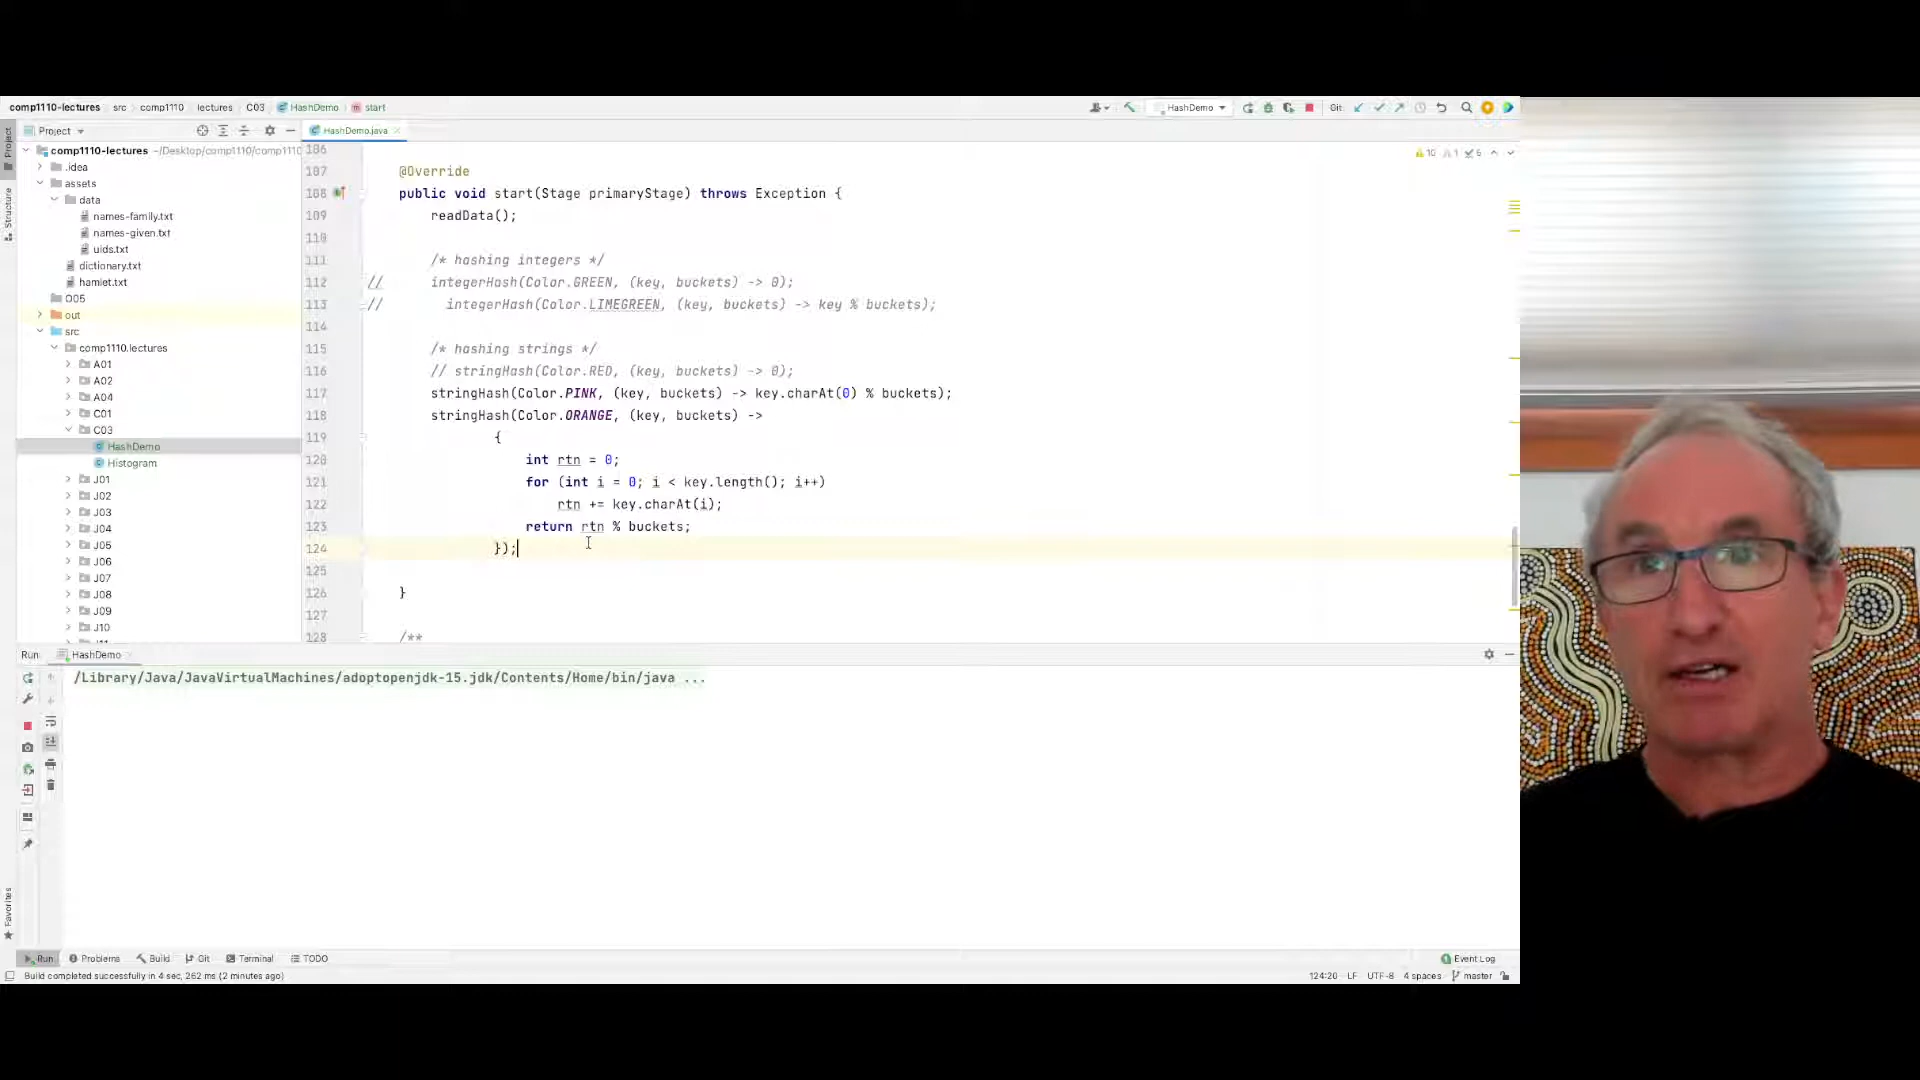 comp1110-lectures src comp1110 lectures C03 HashDemo start
HashDemo
Git:
Project
HashDemo.java
Project
Structure
Favorites
comp1110-lectures ~/Desktop/comp1110/comp1110
.idea
assets
data
names-family.txt
names-given.txt
uids.txt
dictionary.txt
hamlet.txt
O05
out
src
comp1110.lectures
A01
A02
A04
C01
C03
HashDemo
Histogram
J01
J02
J03
J04
J05
J06
J07
J08
J09
J10
10 1 6
106
107 @Override
108 public void start(Stage primaryStage) throws Exception {
109 readData();
110
111 /* hashing integers */
112 // integerHash(Color.GREEN, (key, buckets) -> 0);
113 // integerHash(Color.LIMEGREEN, (key, buckets) -> key % buckets);
114
115 /* hashing strings */
116 // stringHash(Color.RED, (key, buckets) -> 0);
117 stringHash(Color.PINK, (key, buckets) -> key.charAt(0) % buckets);
118 stringHash(Color.ORANGE, (key, buckets) ->
119 {
120 int rtn = 0;
121 for (int i = 0; i < key.length(); i++)
122 rtn += key.charAt(i);
123 return rtn % buckets;
124 });
125
126 }
127
128 /**
Run: HashDemo
/Library/Java/JavaVirtualMachines/adoptopenjdk-15.jdk/Contents/Home/bin/java ...
Run Problems Build Git Terminal TODO
Event Log
Build completed successfully in 4 sec, 262 ms (2 minutes ago)
124:20 LF UTF-8 4 spaces master